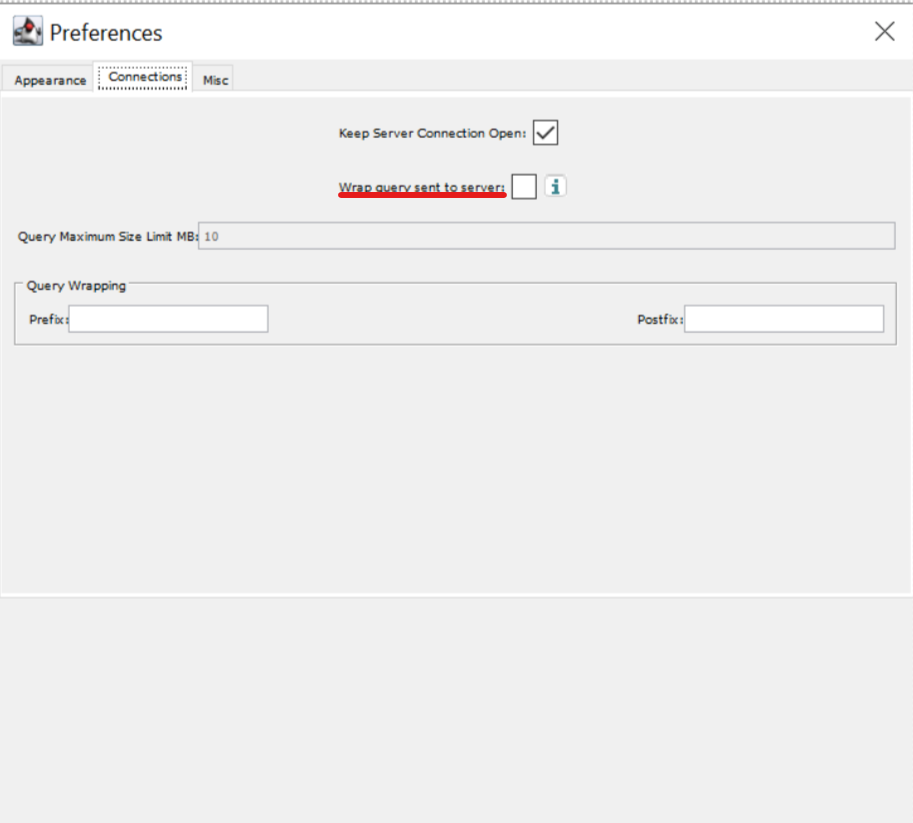 Preferences
Appearance Connections Misc
Keep Server Connection Open:
Wrap query sent to server:
Query Maximum Size Limit MB: 10
Query Wrapping
Prefix: Postfix: